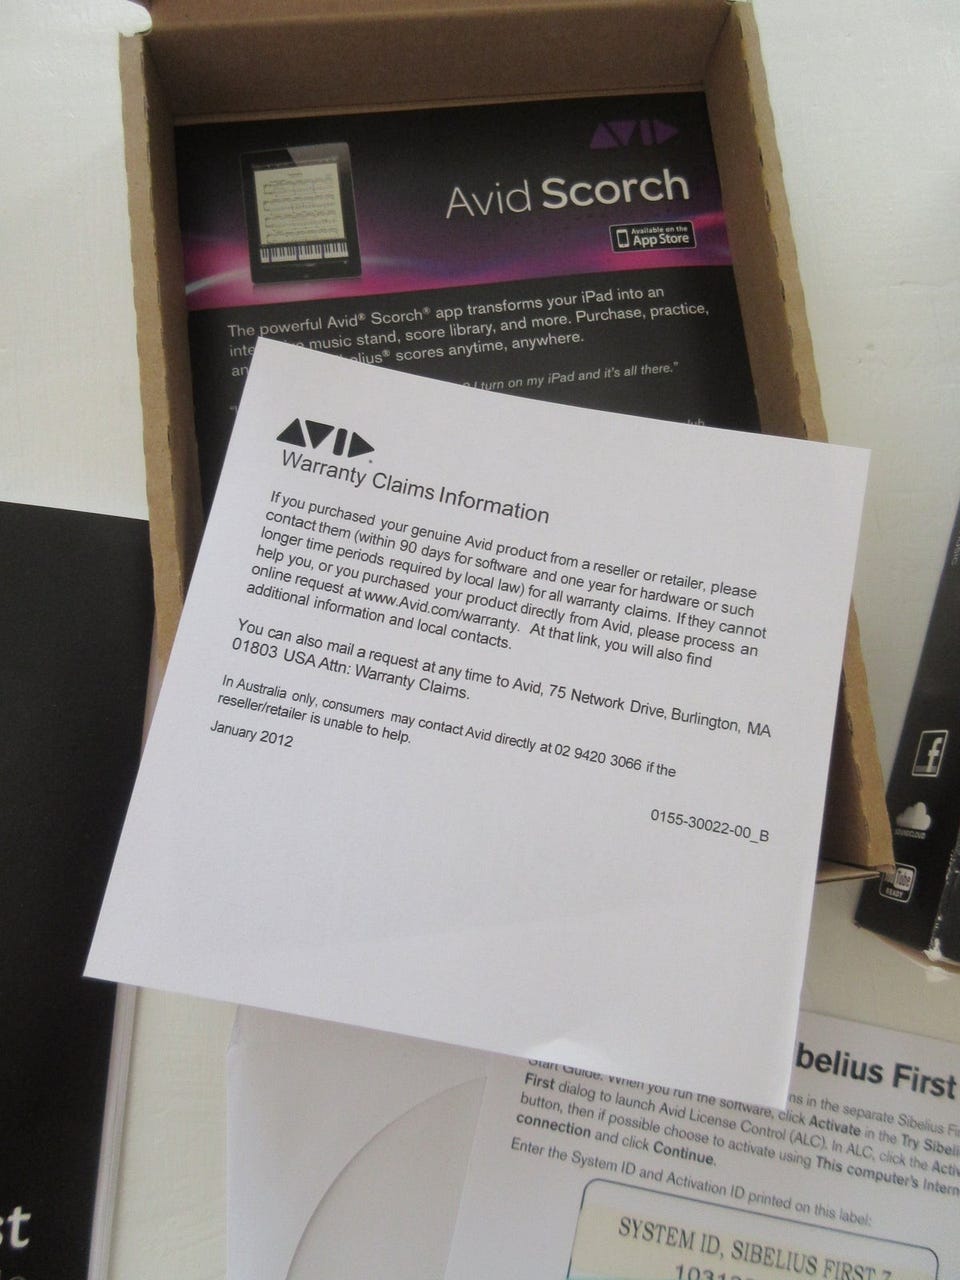 AVID
Avid Scorch
Available on the
App Store
The powerful Avid® Scorch® app transforms your iPad into an
music stand, score library, and more. Purchase, practice,
scores anytime, anywhere.
I turn on my iPad and it's all there."
AVID
Warranty Claims Information
If you purchased your genuine Avid product from a reseller or retailer, please
contact them (within 90 days for software and one year for hardware or such
longer time periods required by local law) for all warranty claims. If they cannot
help you, or you purchased your product directly from Avid, please process an
online request at www.Avid.com/warranty. At that link, you will also find
additional information and local contacts.
You can also mail a request at any time to Avid, 75 Network Drive, Burlington, MA
01803 USA Attn: Warranty Claims.
In Australia only, consumers may contact Avid directly at 02 9420 3066 if the
reseller/retailer is unable to help.
January 2012
0155-30022-00_B
f
SOUNDCLOUD
YouTube
READY
belius First
Start Guide. When you run the software, click Activate in the Try Sibeli
ns in the separate Sibelius Fi
First dialog to launch Avid License Control (ALC). In ALC, click the Activ
button, then if possible choose to activate using This computer's Intern
connection and click Continue.
Enter the System ID and Activation ID printed on this label:
SYSTEM ID, SIBELIUS FIRST 7
st